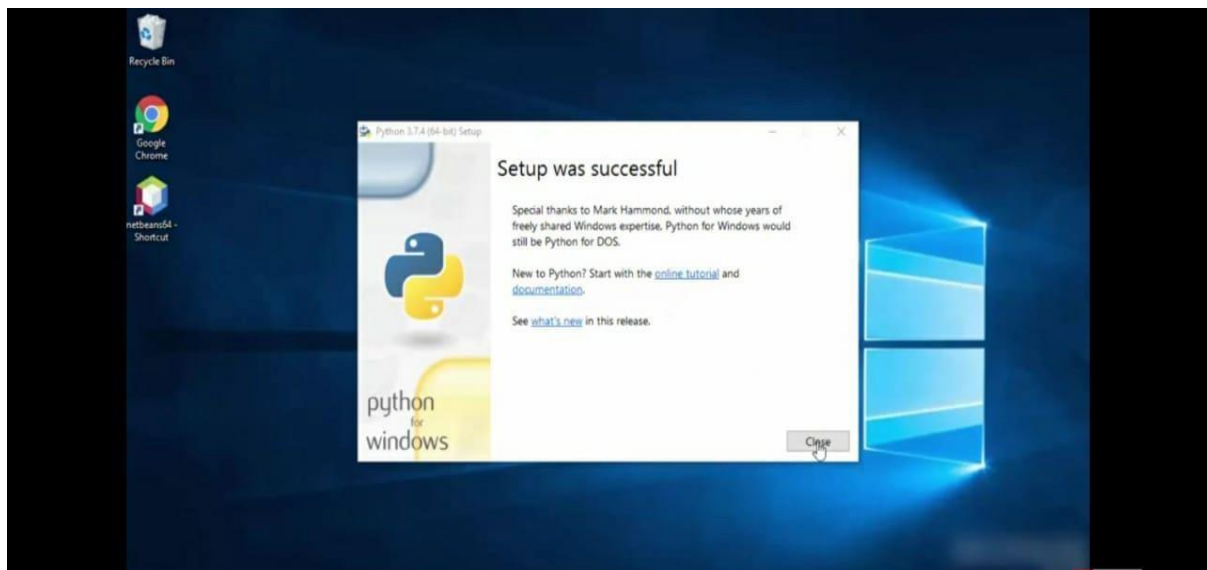 Recycle Bin
Google
Chrome
netbeans64 -
Shortcut
Python 3.7.4 (64-bit) Setup
Setup was successful
Special thanks to Mark Hammond, without whose years of
freely shared Windows expertise, Python for Windows would
still be Python for DOS.
New to Python? Start with the online tutorial and
documentation.
See what's new in this release.
python
for
windows
Close